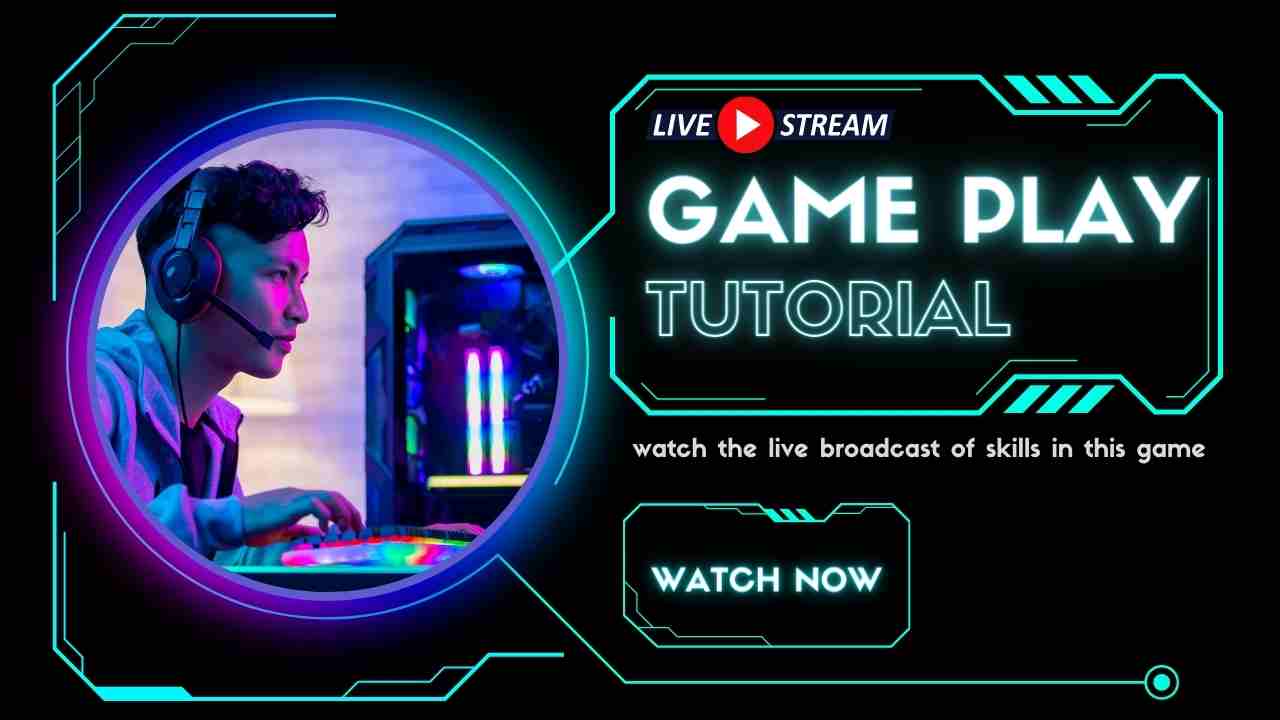 LIVE STREAM
GAME PLAY
TUTORIAL
watch the live broadcast of skills in this game
WATCH NOW